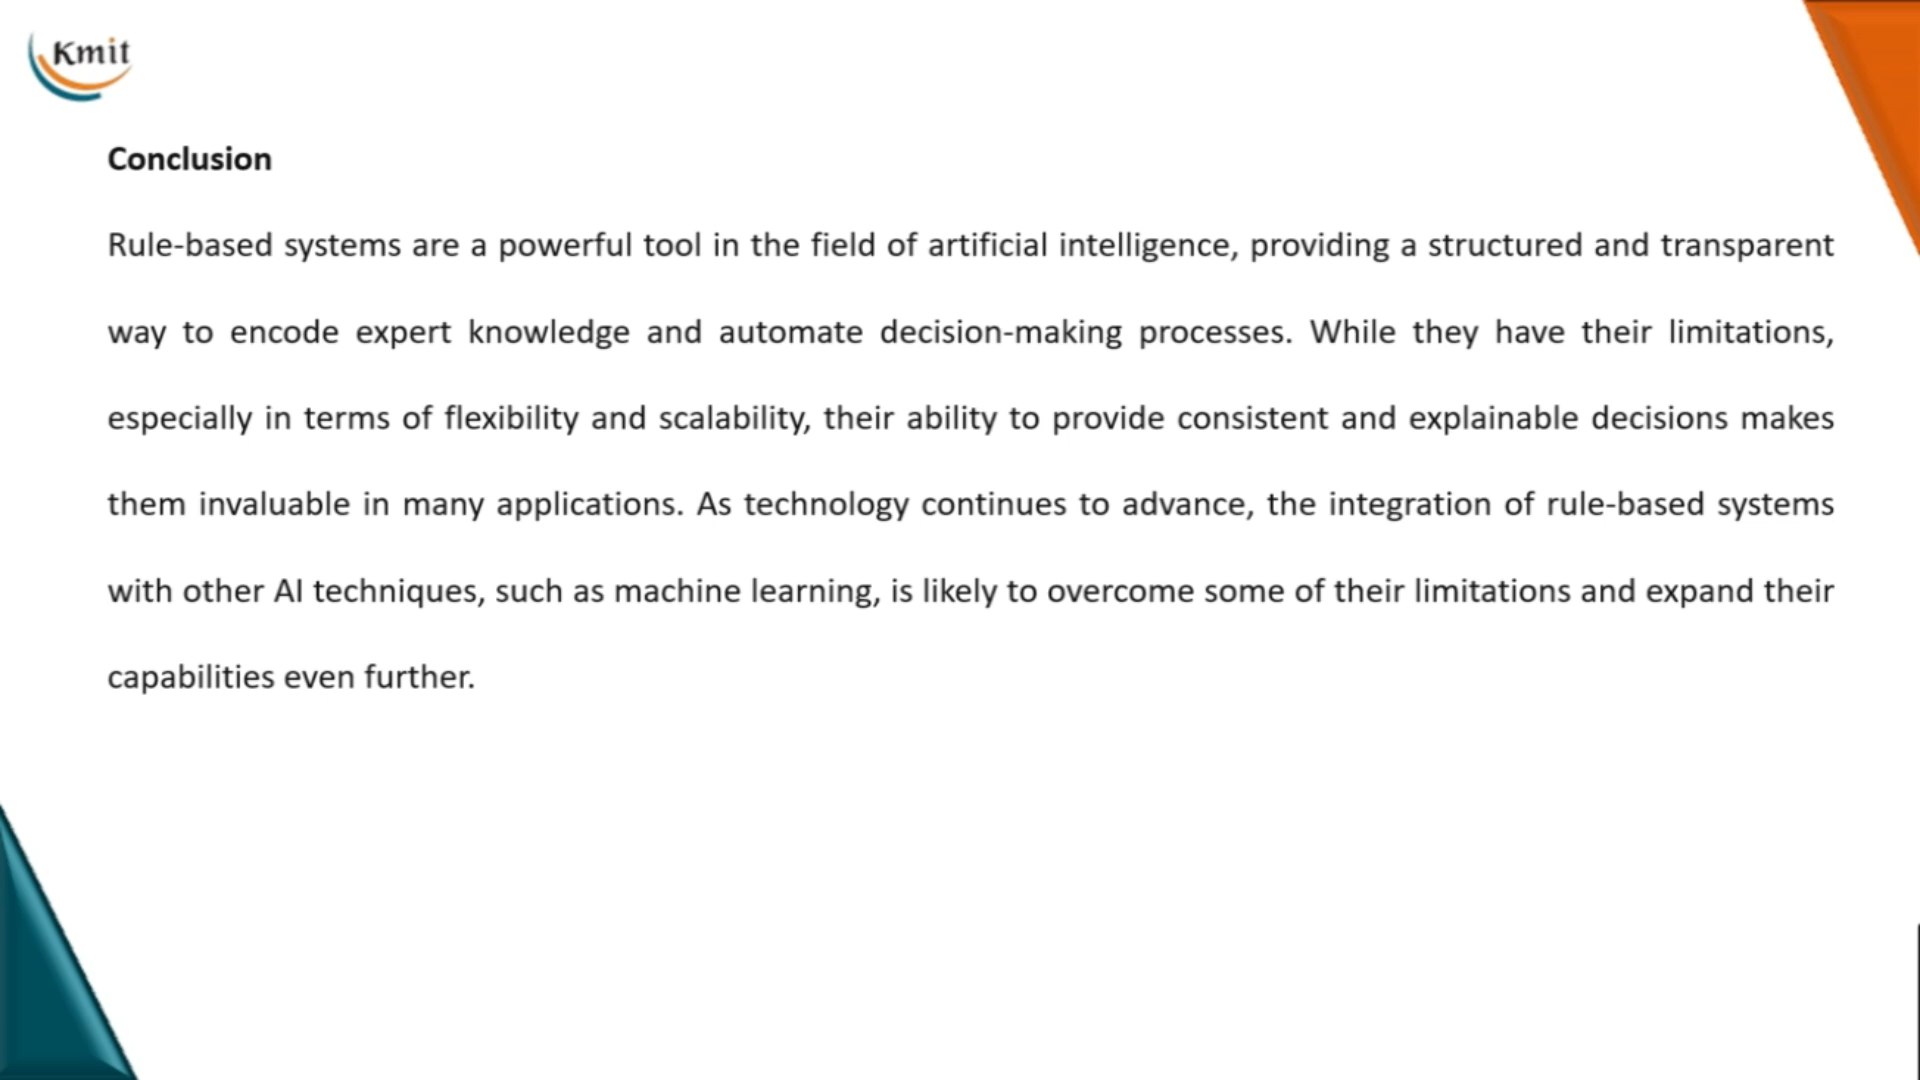 Kmit
Conclusion
Rule-based systems are a powerful tool in the field of artificial intelligence, providing a structured and transparent
way to encode expert knowledge and automate decision-making processes. While they have their limitations,
especially in terms of flexibility and scalability, their ability to provide consistent and explainable decisions makes
them invaluable in many applications. As technology continues to advance, the integration of rule-based systems
with other AI techniques, such as machine learning, is likely to overcome some of their limitations and expand their
capabilities even further.